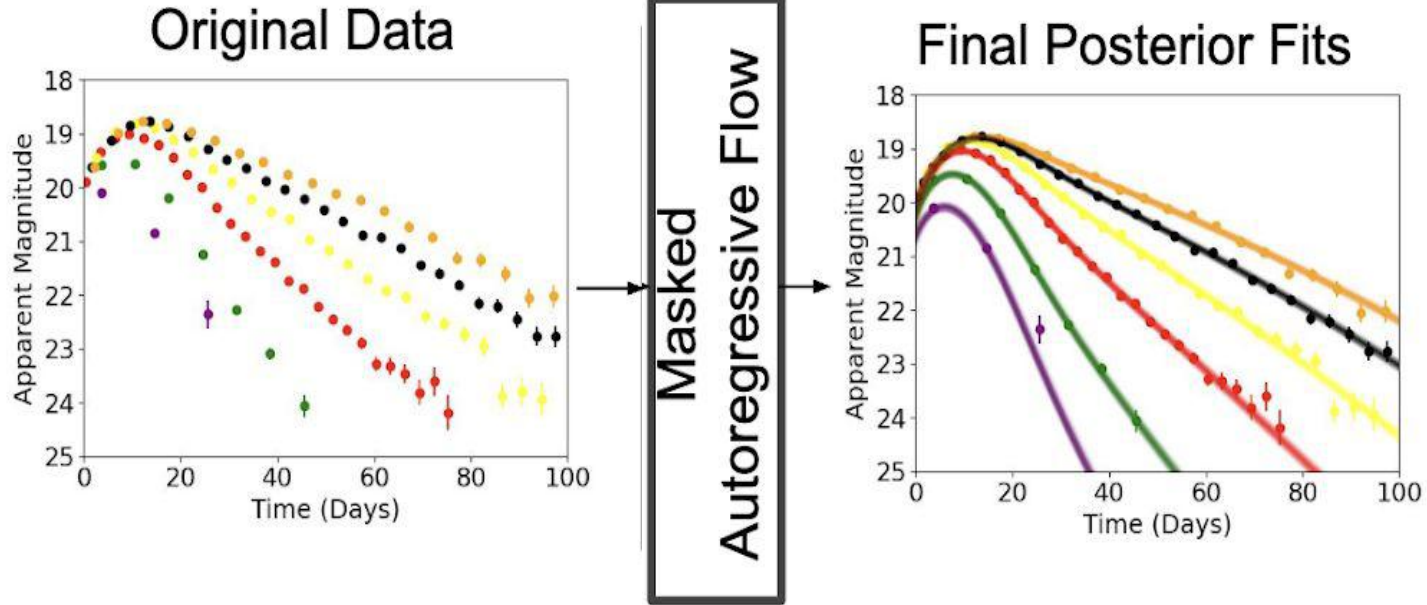 Original Data
18
19
20
21
22
23
24
25
Apparent Magnitude
0 20 40 60 80 100
Time (Days)
Masked
Autoregressive Flow
Final Posterior Fits
18
19
20
21
22
23
24
25
Apparent Magnitude
0 20 40 60 80 100
Time (Days)